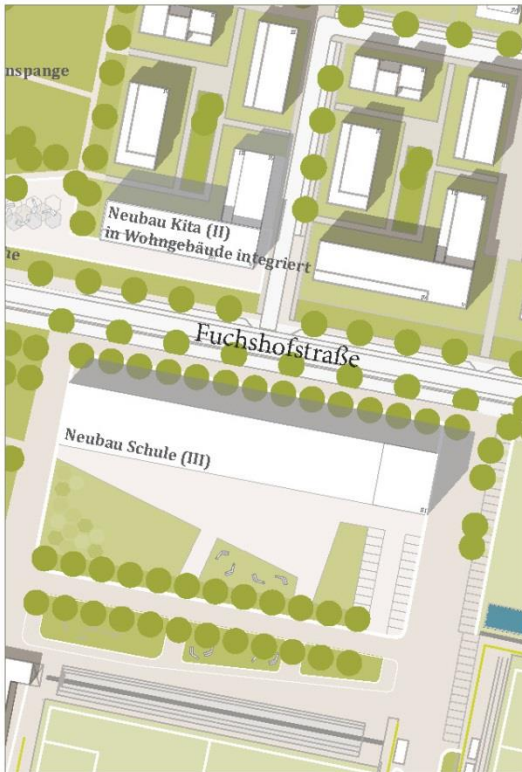 nspange
Neubau Kita (II)
in Wohngebäude integriert
Fuchshofstraße
Neubau Schule (III)